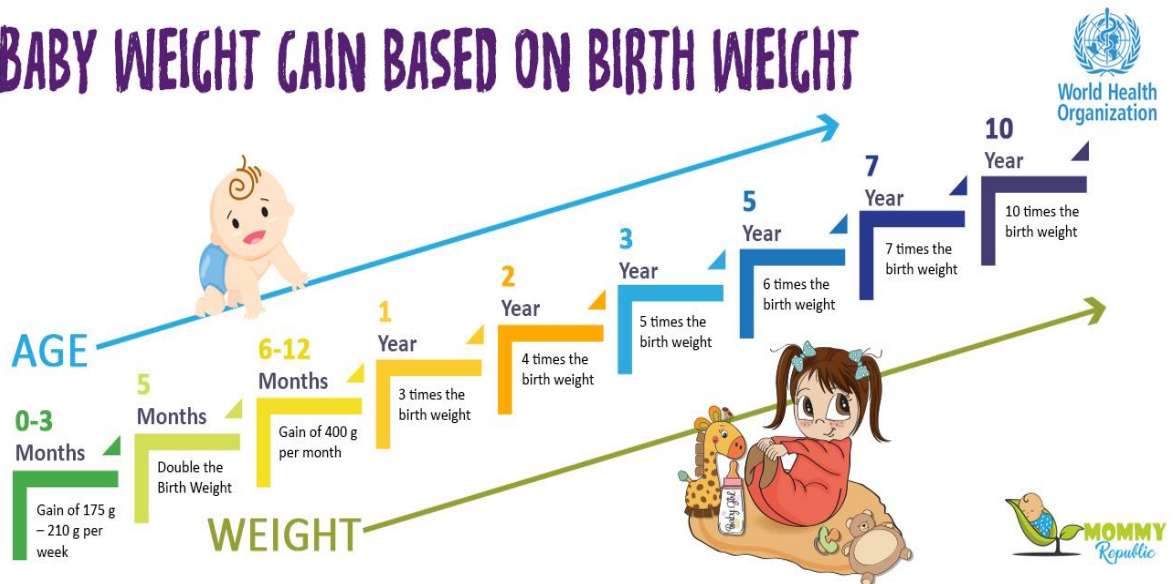 BABY WEIGHT GAIN BASED ON BIRTH WEIGHT
World Health
Organization
AGE
0-3
Months
Gain of 175 g
– 210 g per
week
5
Months
Double the
Birth Weight
6-12
Months
Gain of 400 g
per month
1
Year
3 times the
birth weight
2
Year
4 times the
birth weight
3
Year
5 times the
birth weight
5
Year
6 times the
birth weight
7
Year
7 times the
birth weight
10
Year
10 times the
birth weight
WEIGHT
Baby Girl
MOMMY
Republic